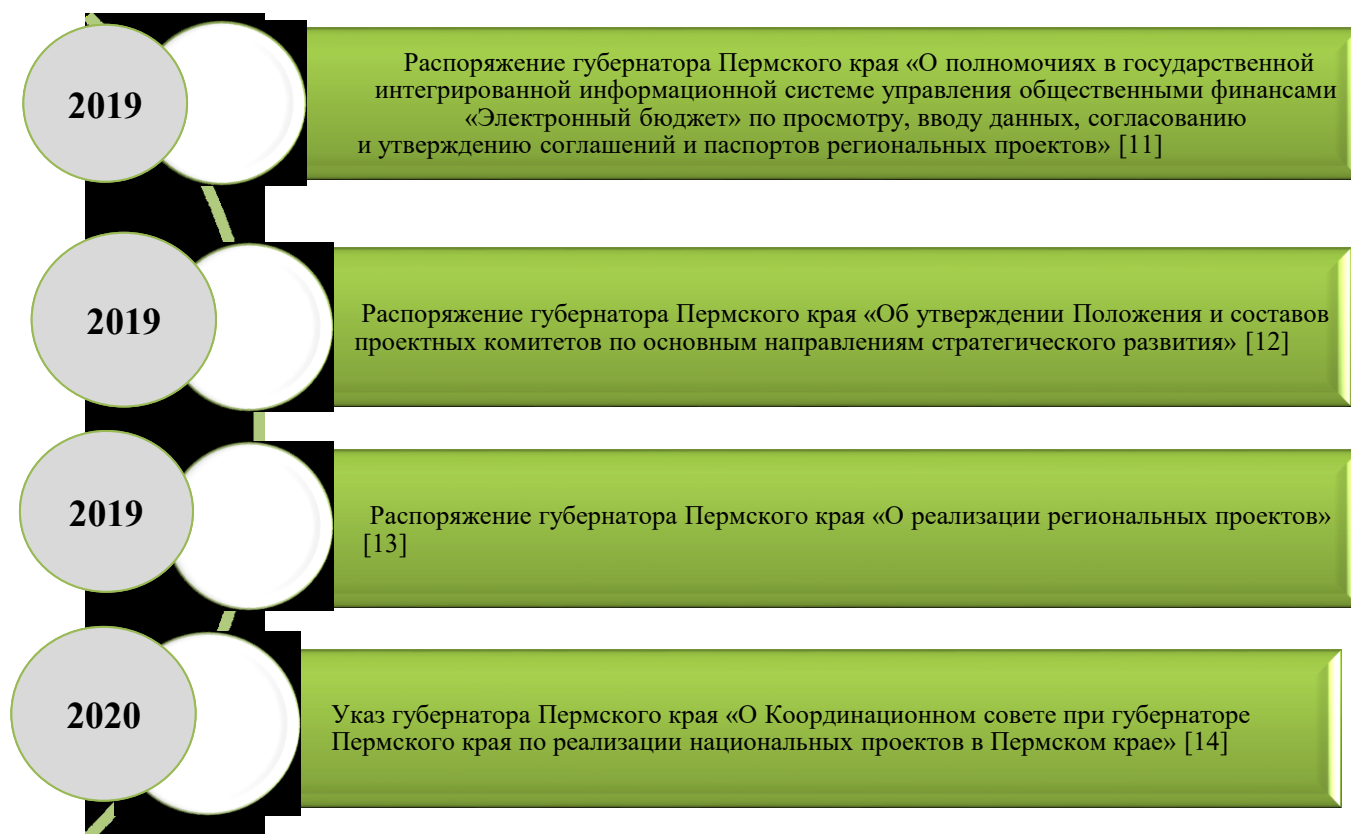 2019
Распоряжение губернатора Пермского края «О полномочиях в государственной
интегрированной информационной системе управления общественными финансами
«Электронный бюджет» по просмотру, вводу данных, согласованию
и утверждению соглашений и паспортов региональных проектов» [11]
2019
Распоряжение губернатора Пермского края «Об утверждении Положения и составов
проектных комитетов по основным направлениям стратегического развития» [12]
2019
Распоряжение губернатора Пермского края «О реализации региональных проектов»
[13]
2020
Указ губернатора Пермского края «О Координационном совете при губернаторе
Пермского края по реализации национальных проектов в Пермском крае» [14]